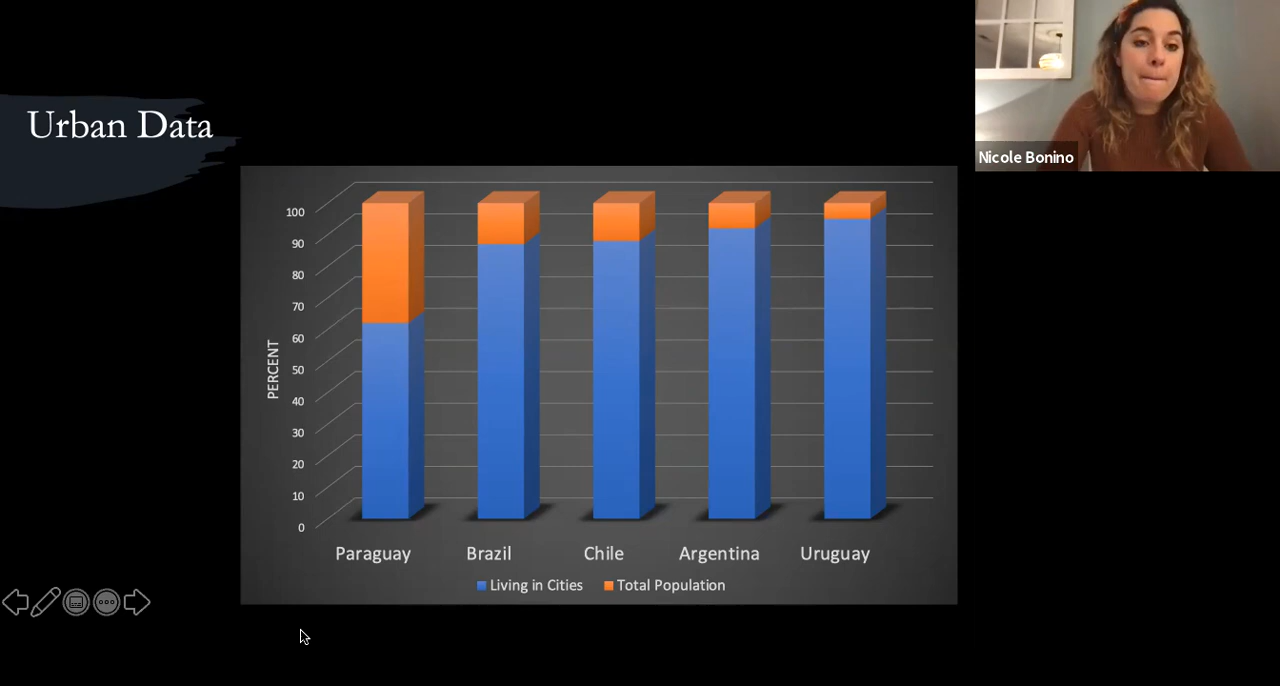 Urban Data
Nicole Bonino
PERCENT
100
90
80
70
60
50
40
30
20
10
0
Paraguay Brazil Chile Argentina Uruguay
Living in Cities Total Population